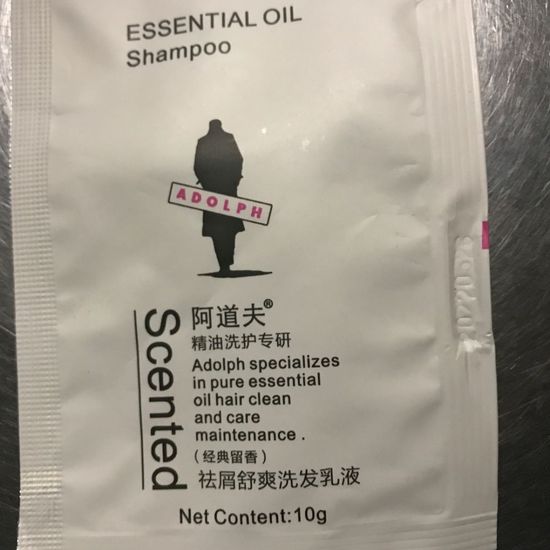 ESSENTIAL OIL
Shampoo
ADOLPH
Scented
阿道夫®
精油洗护专研
Adolph specializes
in pure essential
oil hair clean
and care
maintenance .
（经典留香）
祛屑舒爽洗发乳液
Net Content:10g